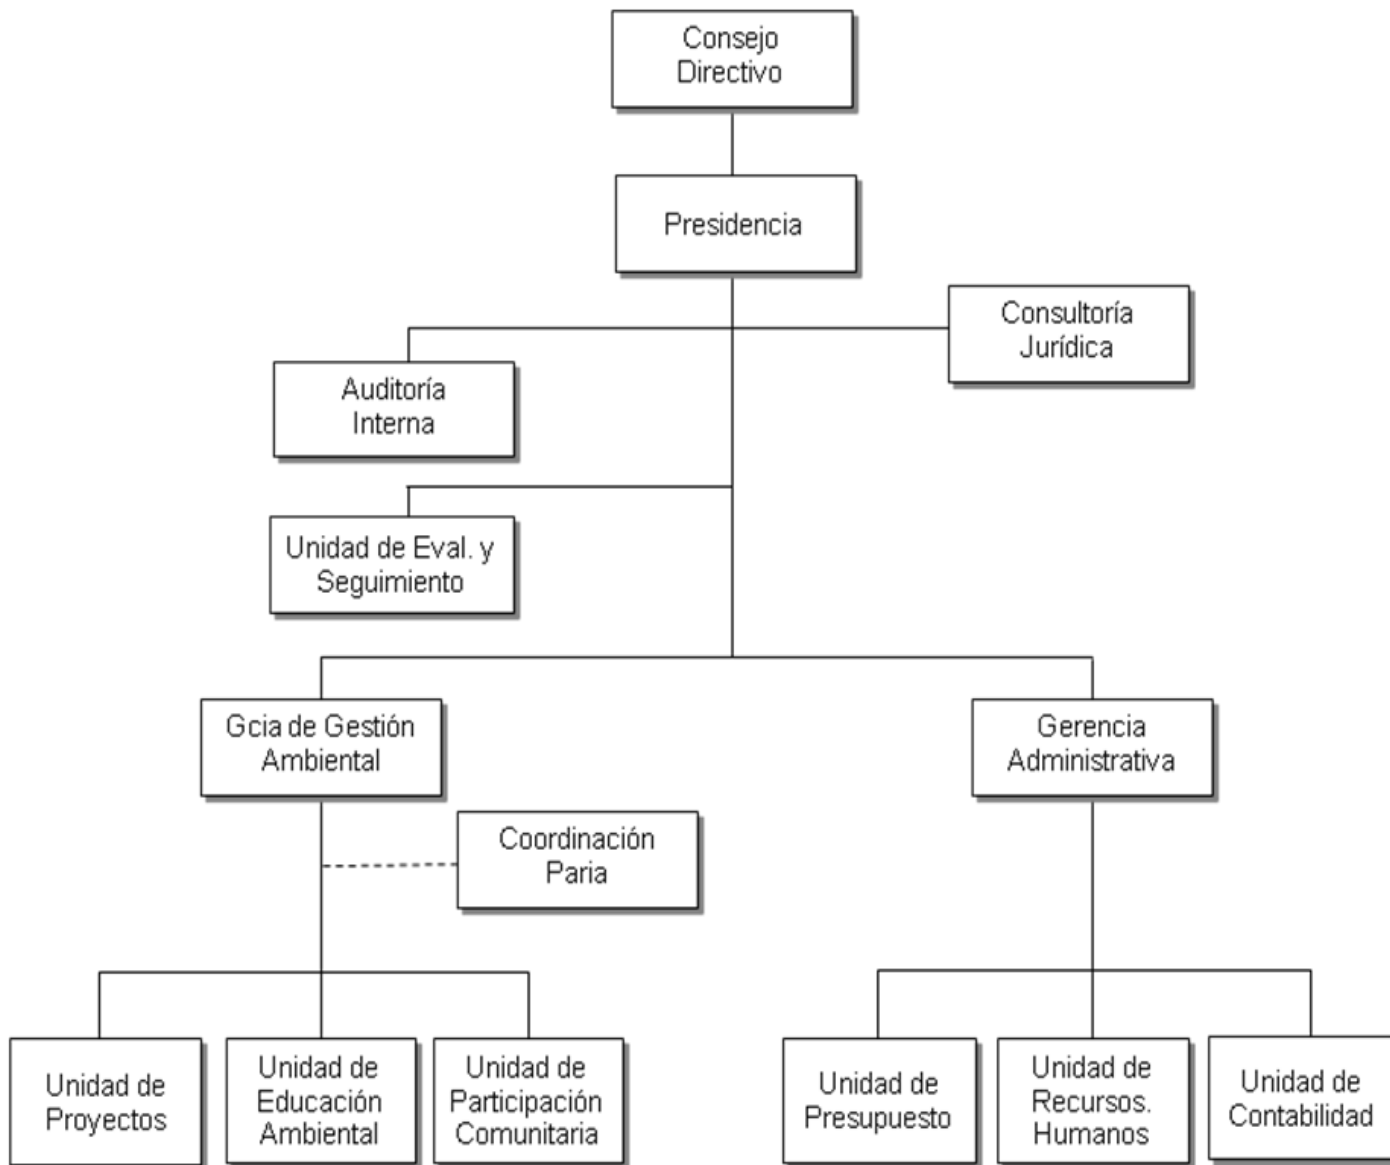 Consejo
Directivo
Presidencia
Consultoría
Jurídica
Auditoría
Interna
Unidad de Eval. y
Seguimiento
Gcia de Gestión
Ambiental
Gerencia
Administrativa
Coordinación
Paria
Unidad de
Proyectos
Unidad de
Educación
Ambiental
Unidad de
Participación
Comunitaria
Unidad de
Presupuesto
Unidad de
Recursos.
Humanos
Unidad de
Contabilidad